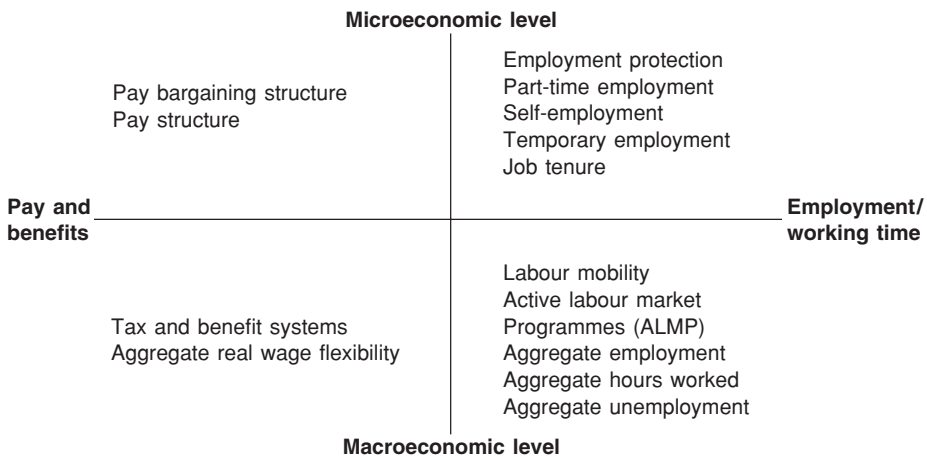 Microeconomic level
Pay bargaining structure
Pay structure
Employment protection
Part-time employment
Self-employment
Temporary employment
Job tenure
Pay and
benefits
Employment/
working time
Tax and benefit systems
Aggregate real wage flexibility
Labour mobility
Active labour market
Programmes (ALMP)
Aggregate employment
Aggregate hours worked
Aggregate unemployment
Macroeconomic level